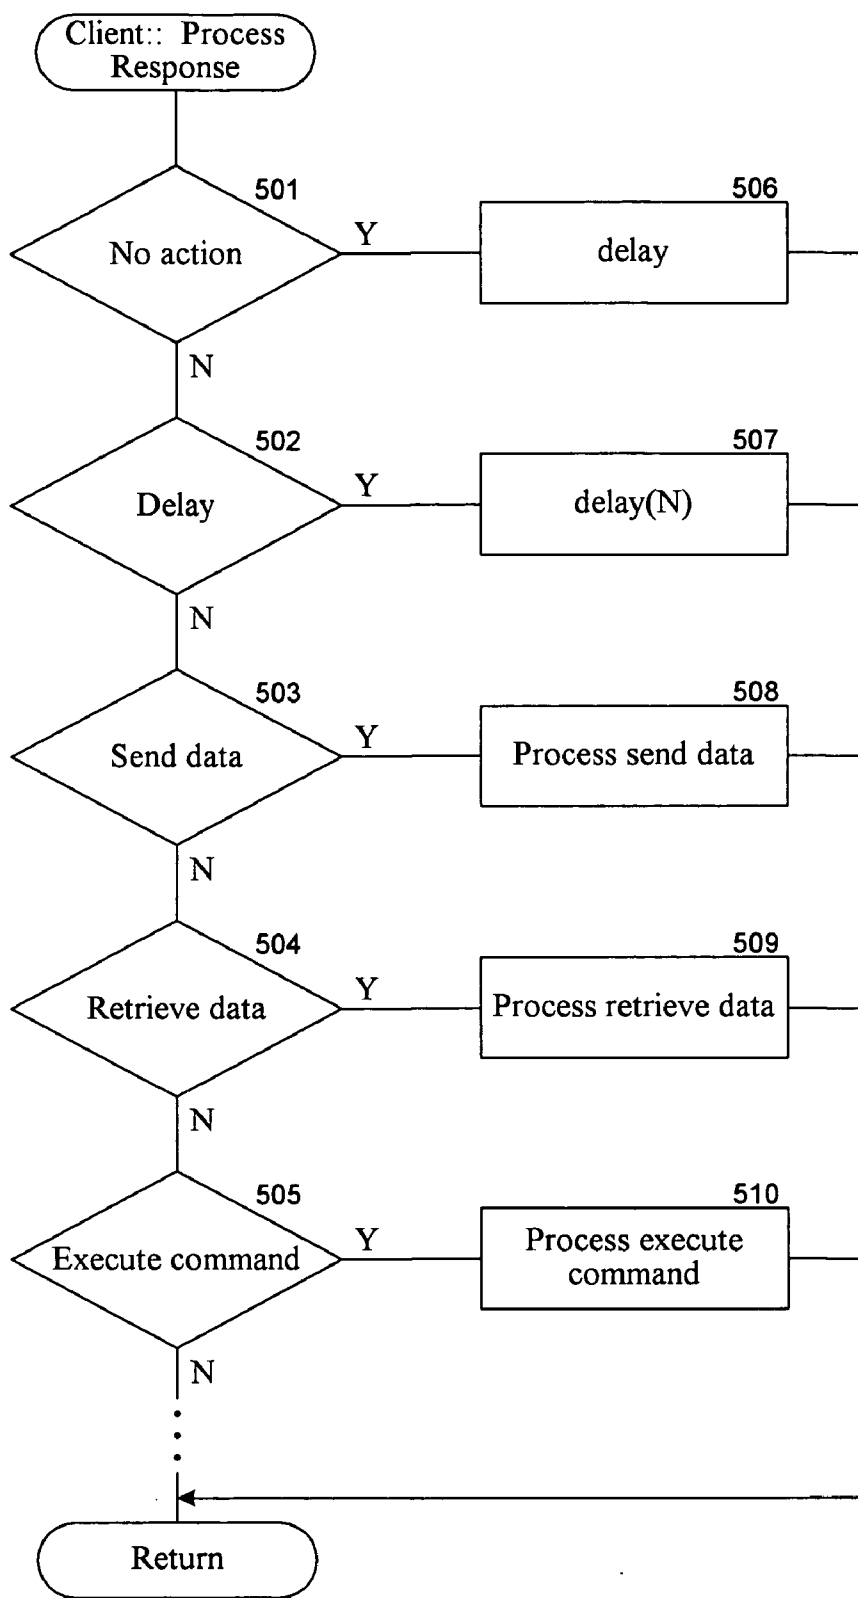 Client:: Process
Response
501
No action
Y
506
delay
N
502
Delay
Y
507
delay(N)
N
503
Send data
Y
508
Process send data
N
504
Retrieve data
Y
509
Process retrieve data
N
505
Execute command
Y
510
Process execute
command
N
Return